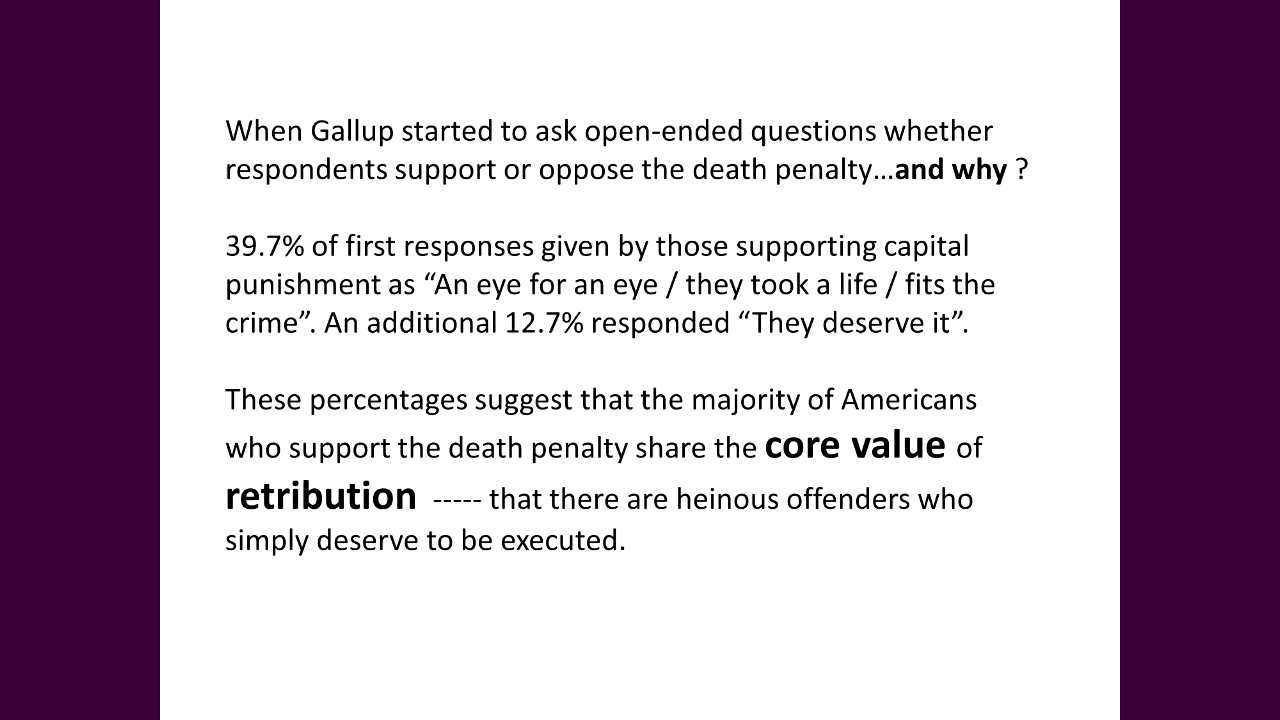 When Gallup started to ask open-ended questions whether
respondents support or oppose the death penalty…and why ?
39.7% of first responses given by those supporting capital
punishment as “An eye for an eye / they took a life / fits the
crime”. An additional 12.7% responded “They deserve it”.
These percentages suggest that the majority of Americans
who support the death penalty share the core value of
retribution ----- that there are heinous offenders who
simply deserve to be executed.